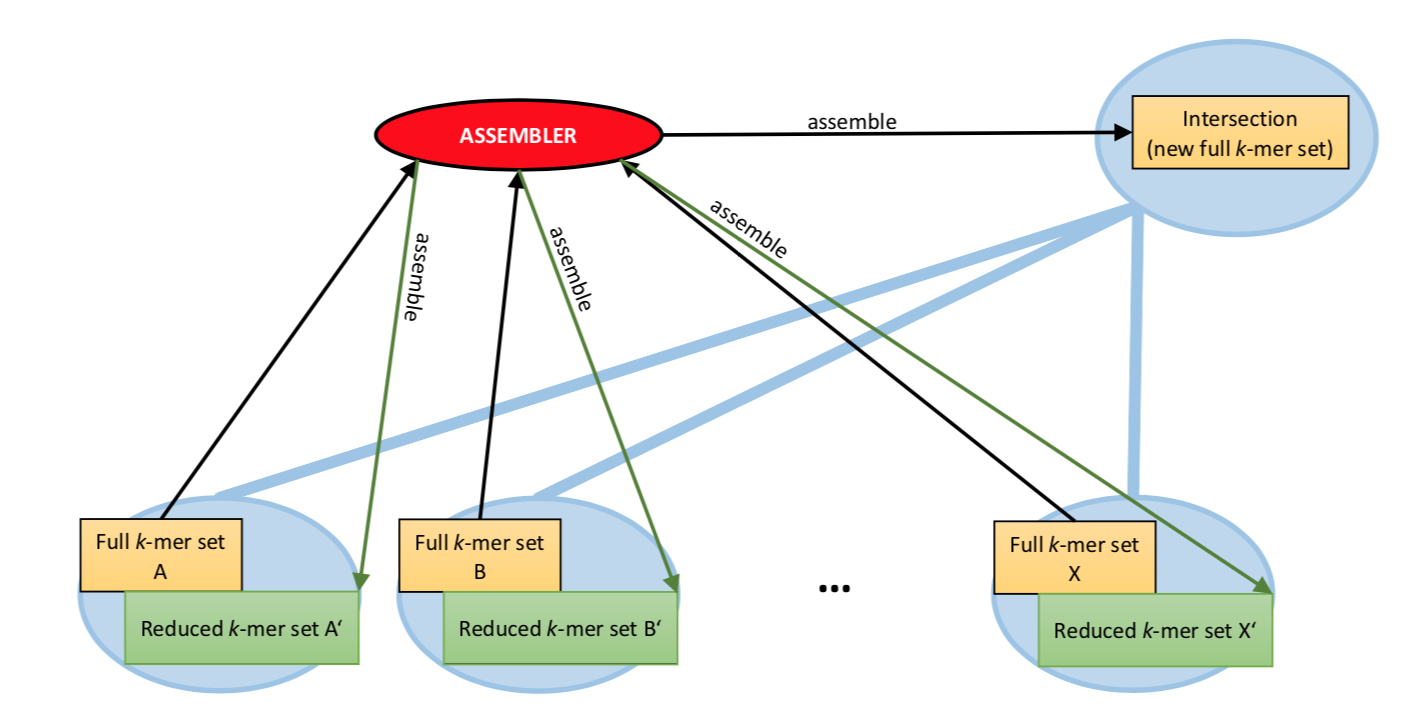 ASSEMBLER
assemble
Intersection
(new full k-mer set)
assemble
assemble
assemble
Full k-mer set
A
Reduced k-mer set A‘
Full k-mer set
B
Reduced k-mer set B‘
...
Full k-mer set
X
Reduced k-mer set X‘